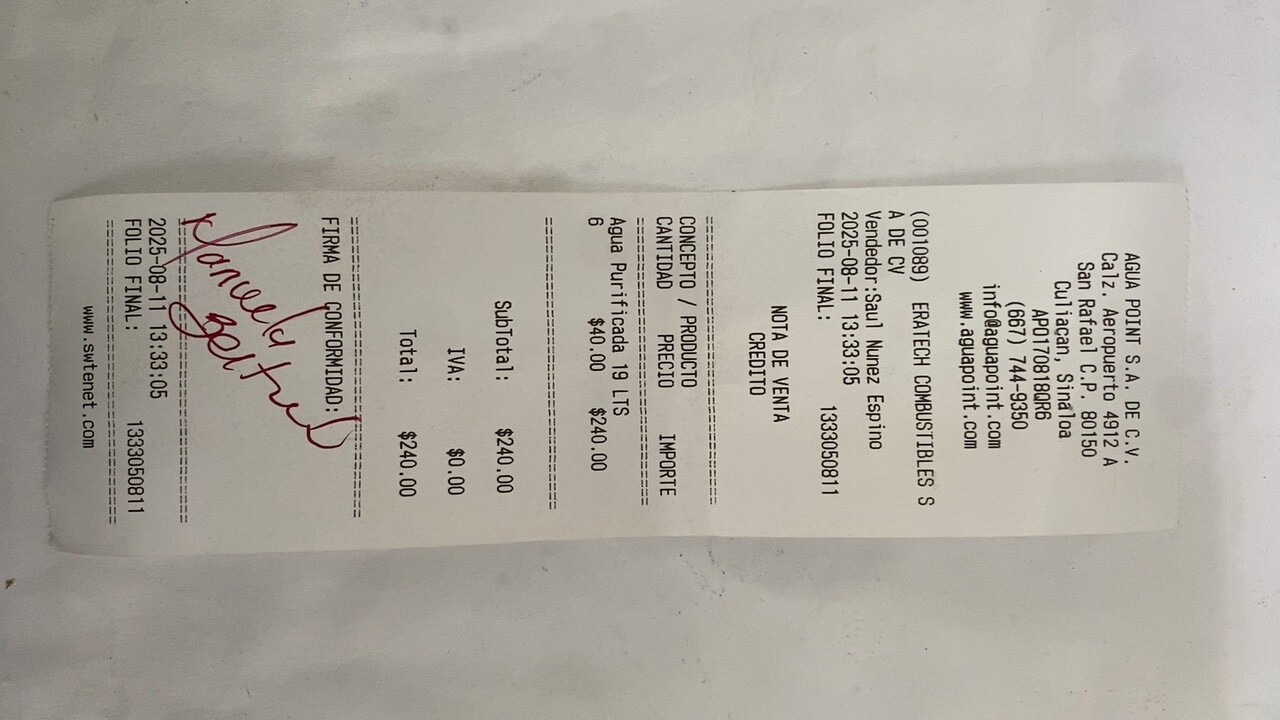 AGUA POINT S.A. DE C.V.
Calz. Aeropuerto 4912 A
San Rafael C.P. 80150
Culiacan, Sinaloa
APO170818QR6
(667) 744-9350
info@aguapoint.com
www.aguapoint.com
(001089) ERATECH COMBUSTIBLES S
A DE CV
Vendedor:Saul Nunez Espino
2025-08-11 13:33:05
FOLIO FINAL: 1333050811
NOTA DE VENTA
CREDITO
CONCEPTO / PRODUCTO
CANTIDAD PRECIO IMPORTE
Agua Purificada 19 LTS
6 $40.00 $240.00
SubTotal: $240.00
IVA: $0.00
Total: $240.00
FIRMA DE CONFORMIDAD:
Manuela
2025-08-11 13:33:05
FOLIO FINAL: 1333050811
www.swtenet.com